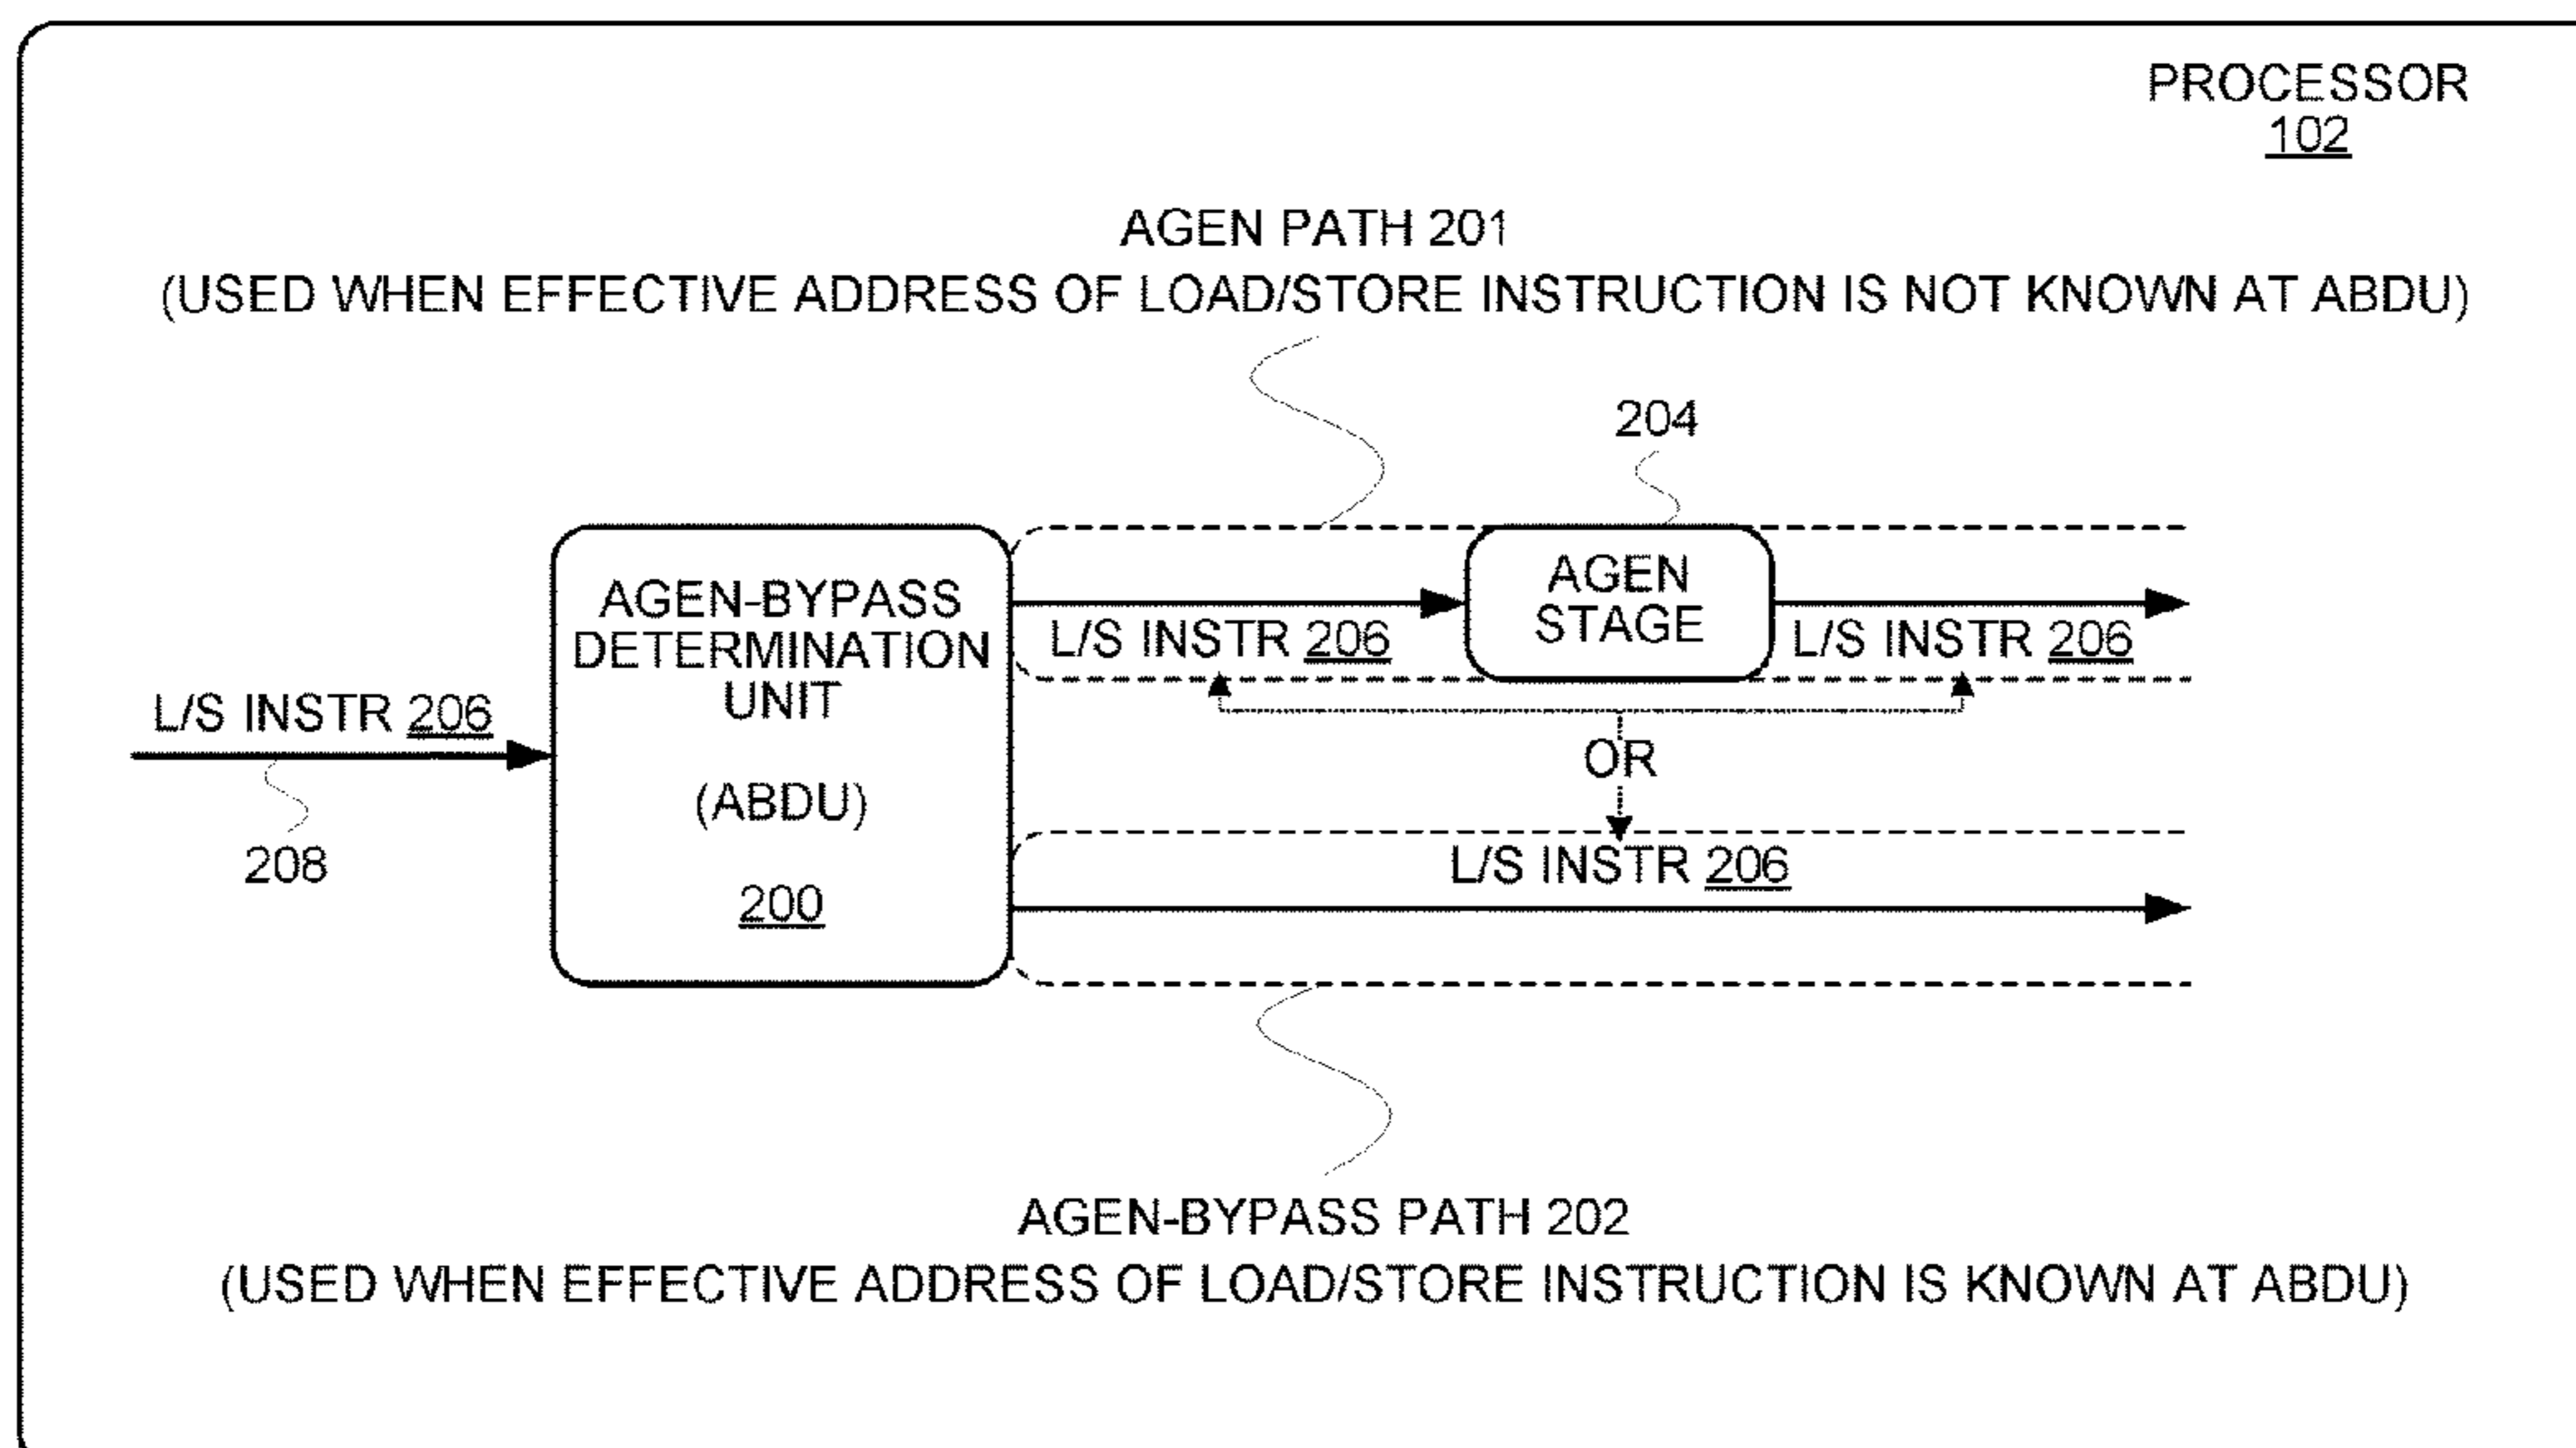 PROCESSOR
102
AGEN PATH 201
(USED WHEN EFFECTIVE ADDRESS OF LOAD/STORE INSTRUCTION IS NOT KNOWN AT ABDU)
204
AGEN-BYPASS
DETERMINATION
UNIT
(ABDU)
200
AGEN
STAGE
L/S INSTR 206
L/S INSTR 206
L/S INSTR 206
208
OR
L/S INSTR 206
AGEN-BYPASS PATH 202
(USED WHEN EFFECTIVE ADDRESS OF LOAD/STORE INSTRUCTION IS KNOWN AT ABDU)